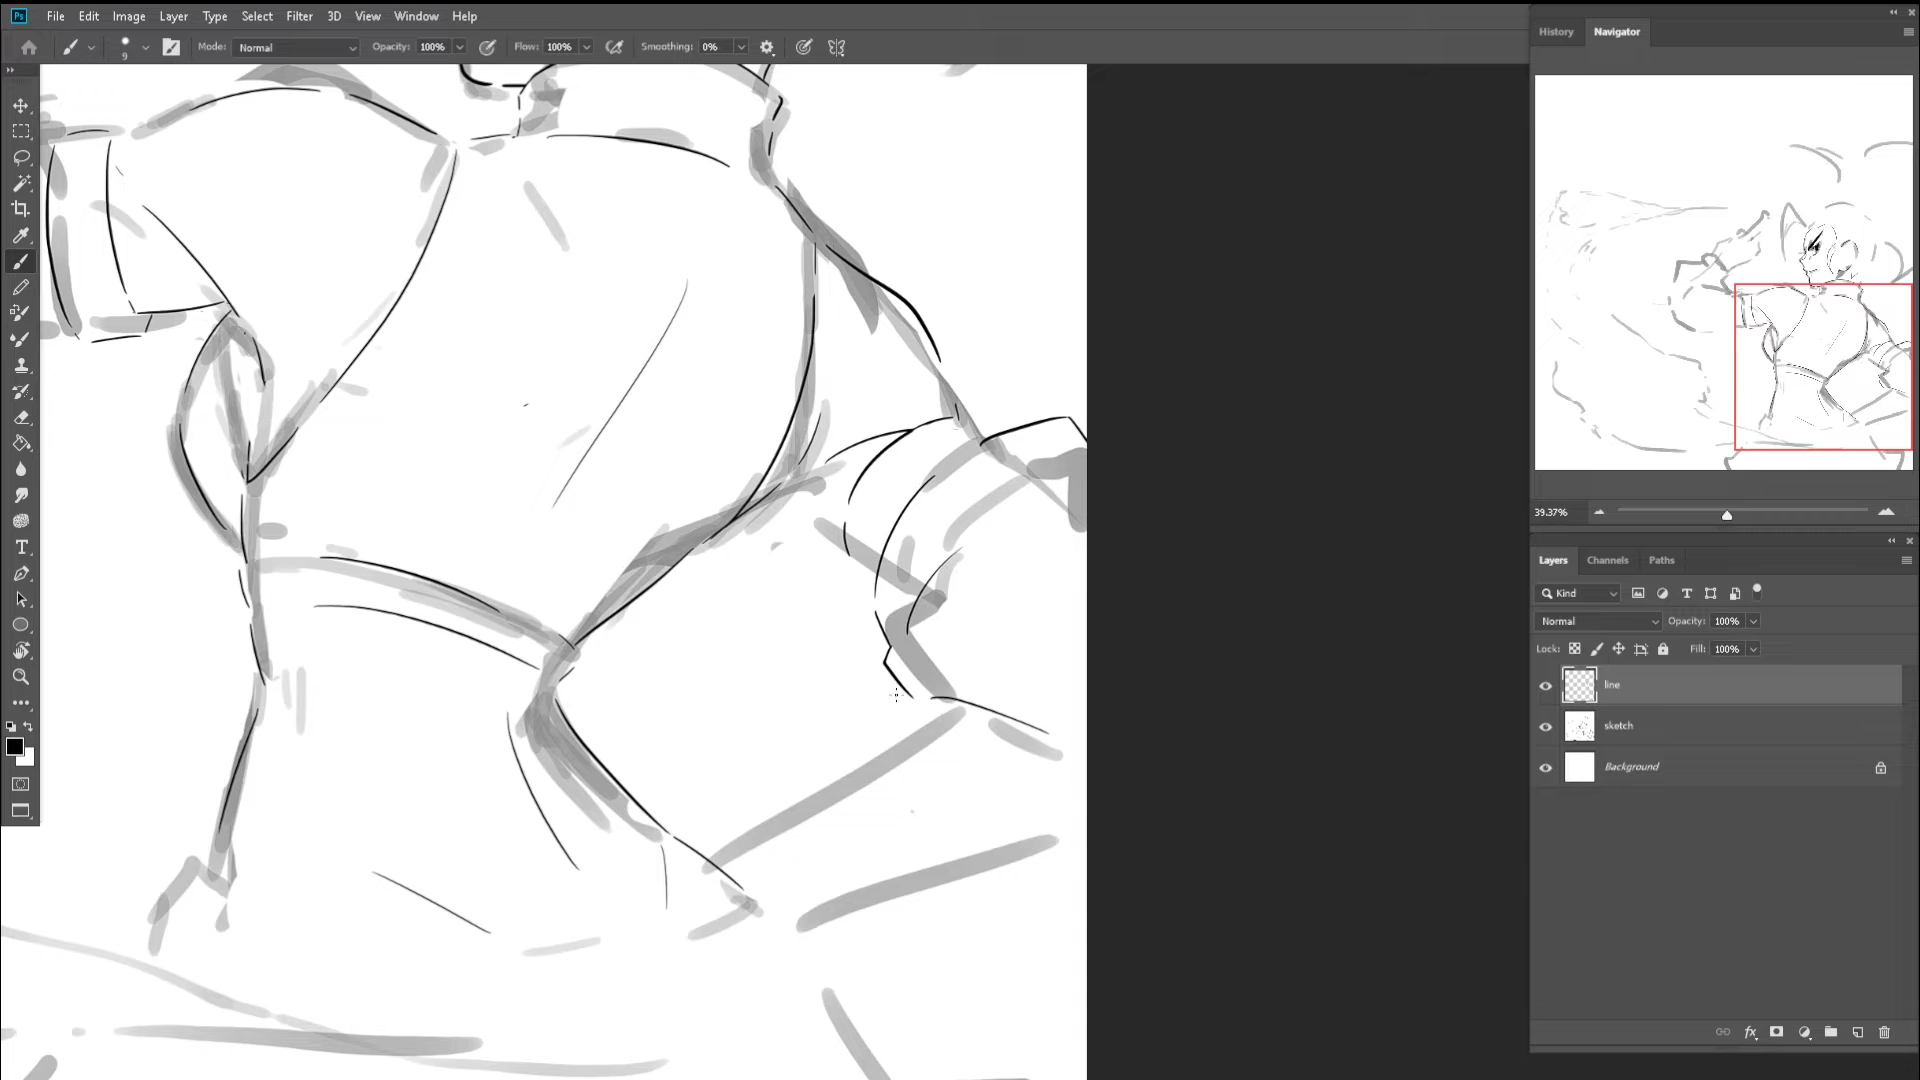 Ps File Edit Image Layer Type Select Filter 3D View Window Help
9 Mode: Normal Opacity: 100% Flow: 100% Smoothing: 0%
History Navigator
39.37%
Layers Channels Paths
Kind
Normal Opacity: 100%
Lock: Fill: 100%
line
sketch
Background